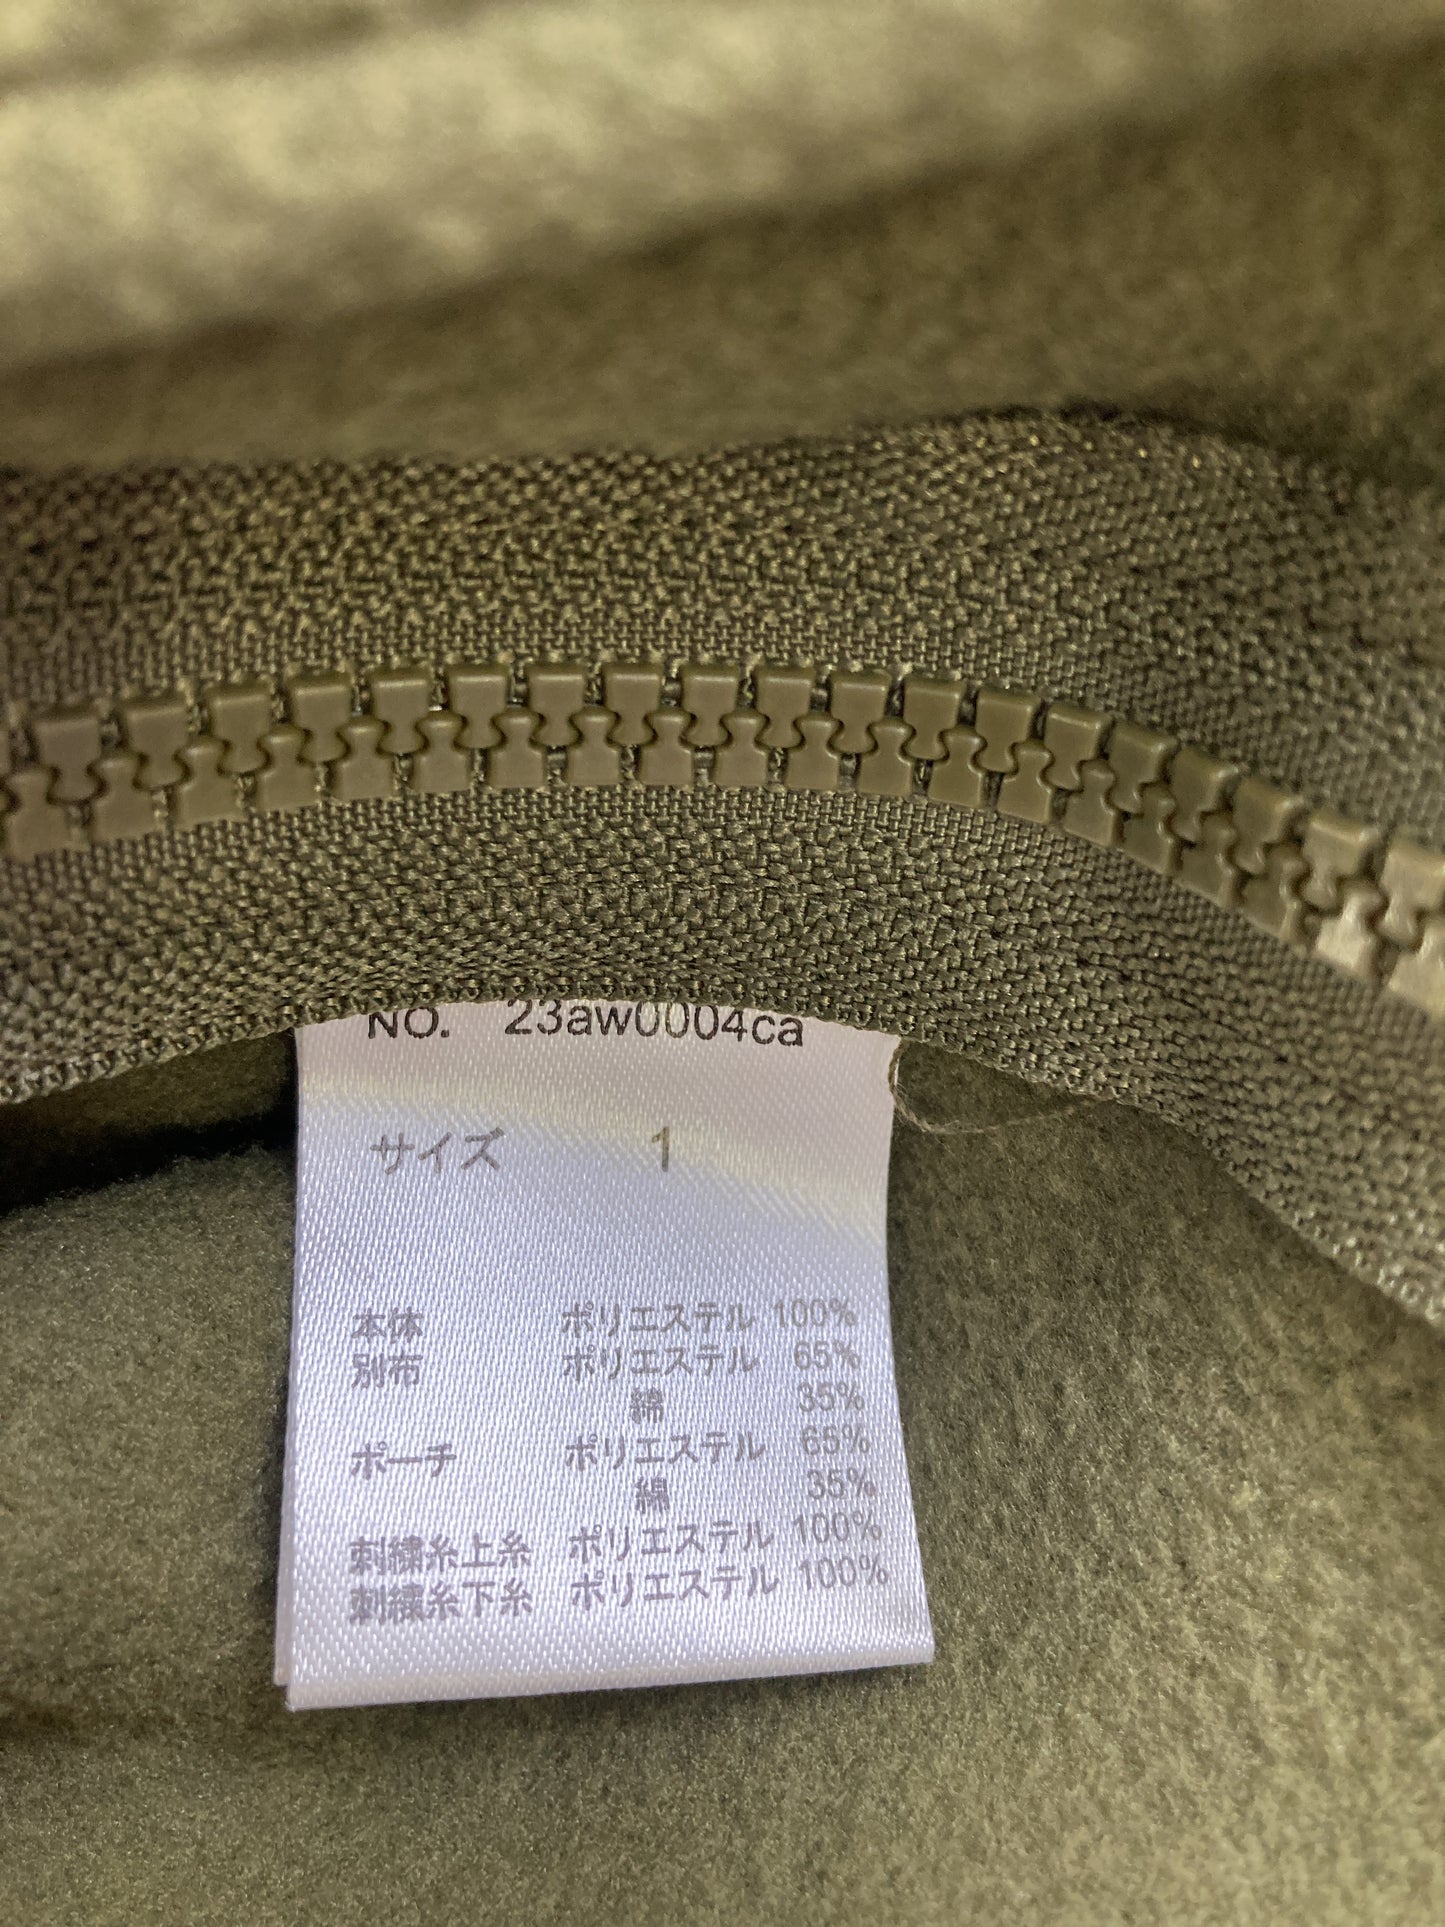 NO. 23aw0004ca
サイズ 1
本体 ポリエステル 100%
別布 ポリエステル 65%
綿 35%
ポーチ ポリエステル 65%
綿 35%
刺繍糸上糸 ポリエステル 100%
刺繍糸下糸 ポリエステル 100%